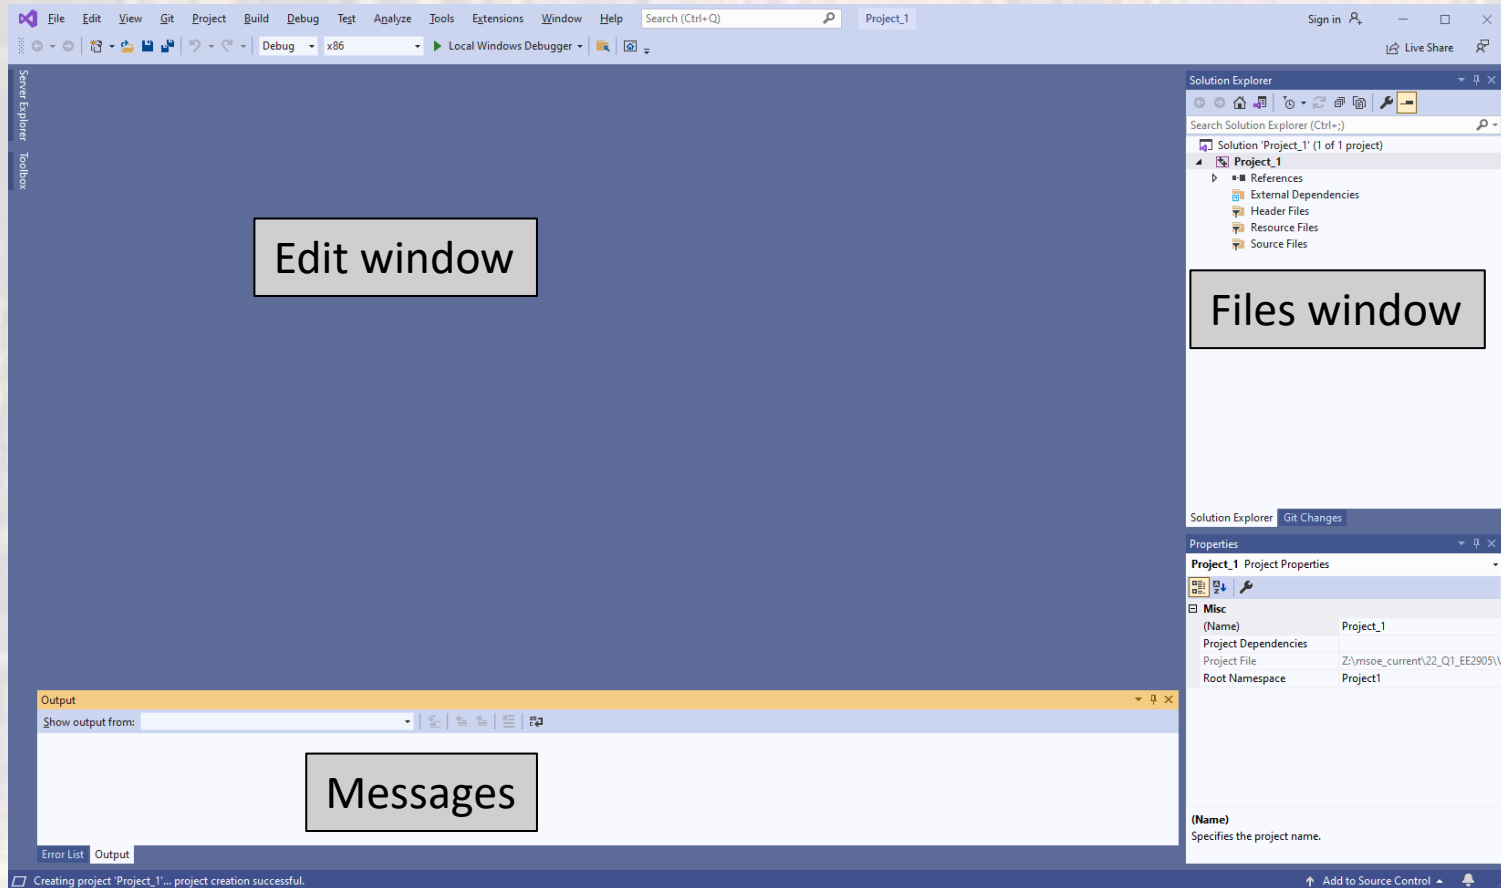 File Edit View Git Project Build Debug Test Analyze Tools Extensions Window Help Search (Ctrl+Q) Project_1 Sign in
Debug x86 Local Windows Debugger Live Share
Server Explorer
Toolbox
Edit window
Solution Explorer
Search Solution Explorer (Ctrl+;)
Solution 'Project_1' (1 of 1 project)
Project_1
References
External Dependencies
Header Files
Resource Files
Source Files
Files window
Solution Explorer Git Changes
Properties
Project_1 Project Properties
Misc
(Name) Project_1
Project Dependencies
Project File Z:\msoe_current\22_Q1_EE2905\V
Root Namespace Project1
(Name)
Specifies the project name.
Output
Show output from:
Messages
Error List Output
Creating project 'Project_1'... project creation successful.
Add to Source Control